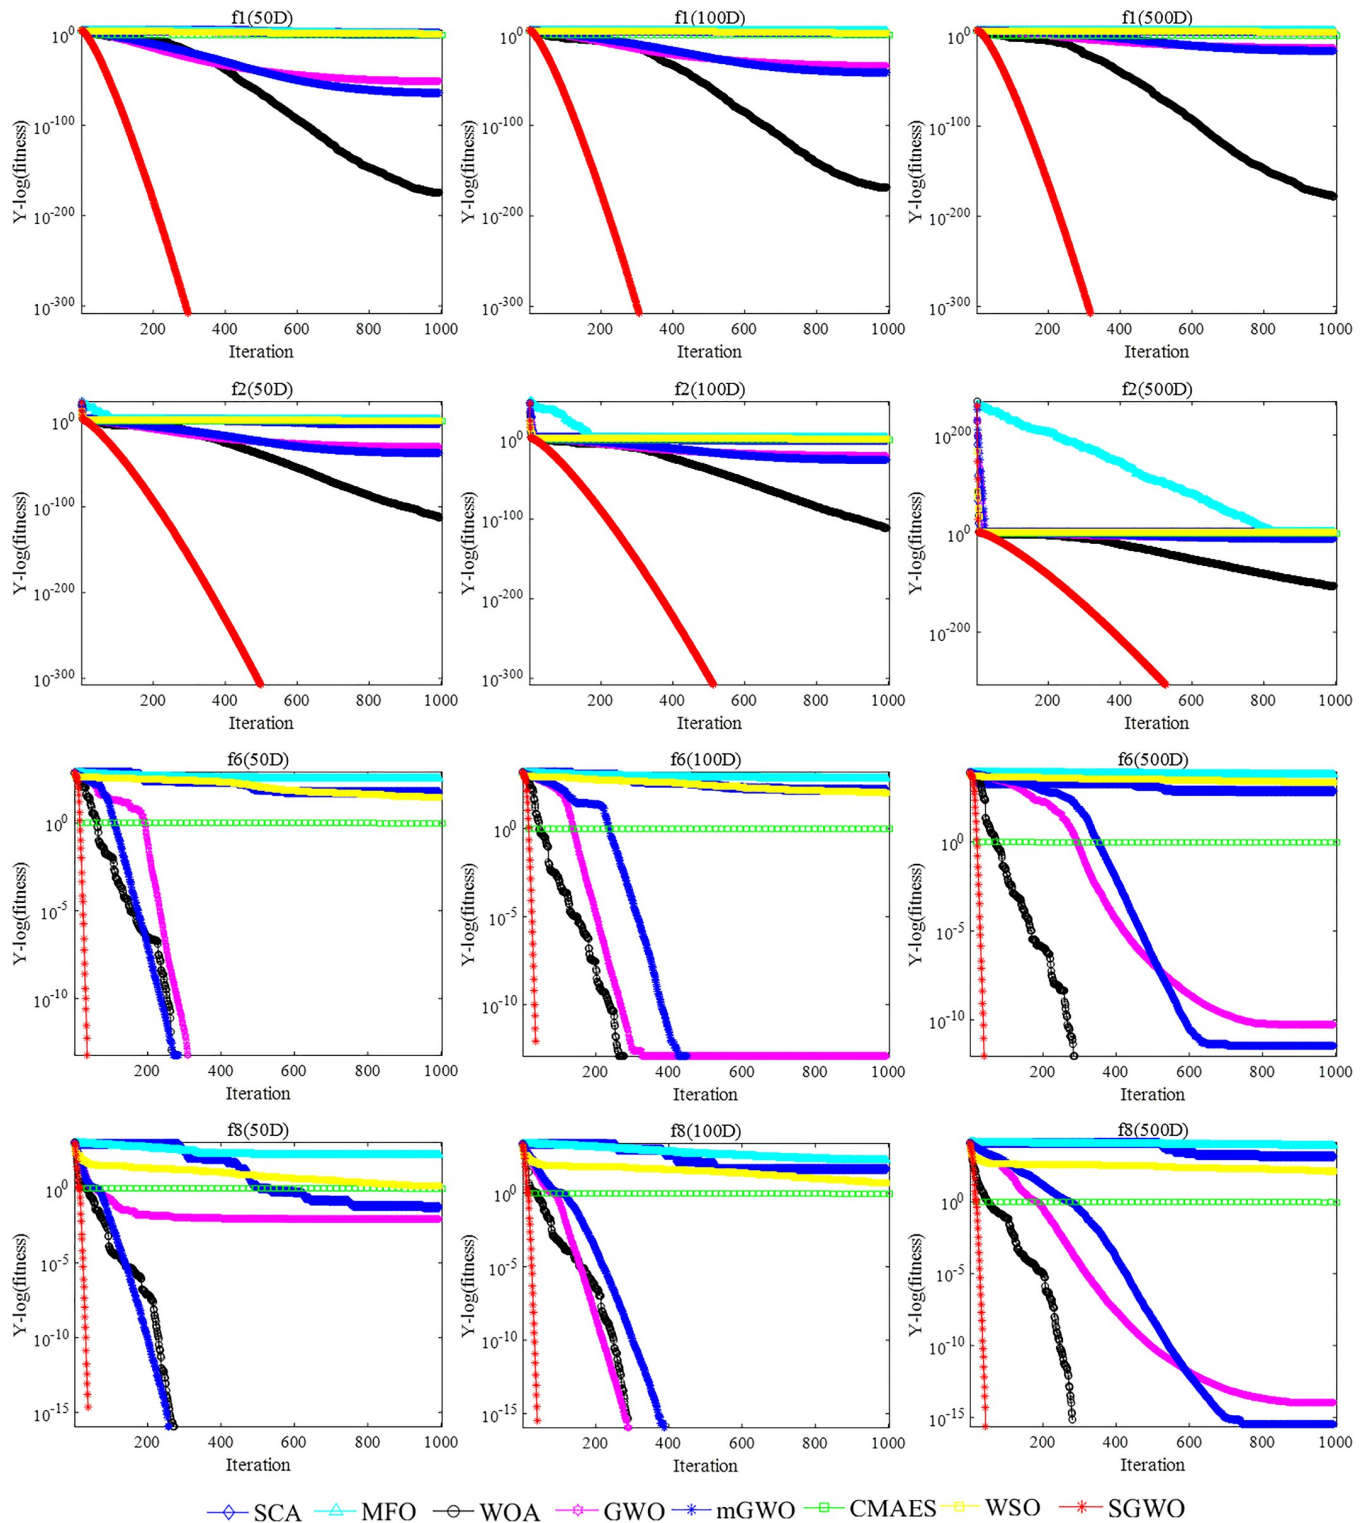 f1(50D) f1(100D) f1(500D)
10^0 10^0 10^0
10^-100 10^-100 10^-100
10^-200 10^-200 10^-200
10^-300 10^-300 10^-300
Y-log(fitness) Y-log(fitness) Y-log(fitness)
200 400 600 800 1000 200 400 600 800 1000 200 400 600 800 1000
Iteration Iteration Iteration
f2(50D) f2(100D) f2(500D)
10^0 10^0 10^200
10^-100 10^-100 10^0
10^-200 10^-200 10^-200
10^-300 10^-300
Y-log(fitness) Y-log(fitness) Y-log(fitness)
200 400 600 800 1000 200 400 600 800 1000 200 400 600 800 1000
Iteration Iteration Iteration
f6(50D) f6(100D) f6(500D)
10^0 10^0 10^0
10^-5 10^-5 10^-5
10^-10 10^-10 10^-10
Y-log(fitness) Y-log(fitness) Y-log(fitness)
200 400 600 800 1000 200 400 600 800 1000 200 400 600 800 1000
Iteration Iteration Iteration
f8(50D) f8(100D) f8(500D)
10^0 10^0 10^0
10^-5 10^-5 10^-5
10^-10 10^-10 10^-10
10^-15 10^-15 10^-15
Y-log(fitness) Y-log(fitness) Y-log(fitness)
200 400 600 800 1000 200 400 600 800 1000 200 400 600 800 1000
Iteration Iteration Iteration
SCA MFO WOA GWO mGWO CMAES WSO SGWO